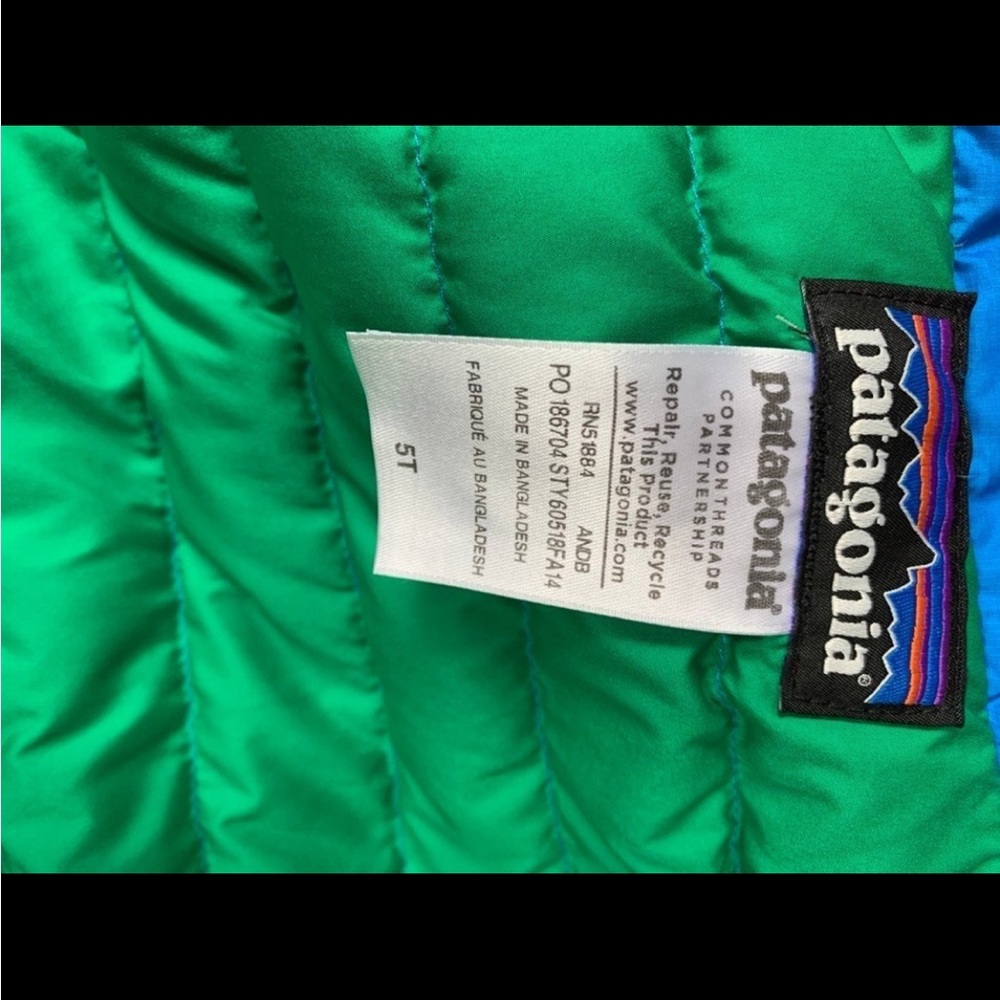 patagonia®
patagonia®
COMMON THREADS
PARTNERSHIP
Repair, Reuse, Recycle
This Product
www.patagonia.com
RN51884 ANDB
PO 186704 STY60518FA14
MADE IN BANGLADESH
FABRIQUÉ AU BANGLADESH
5T